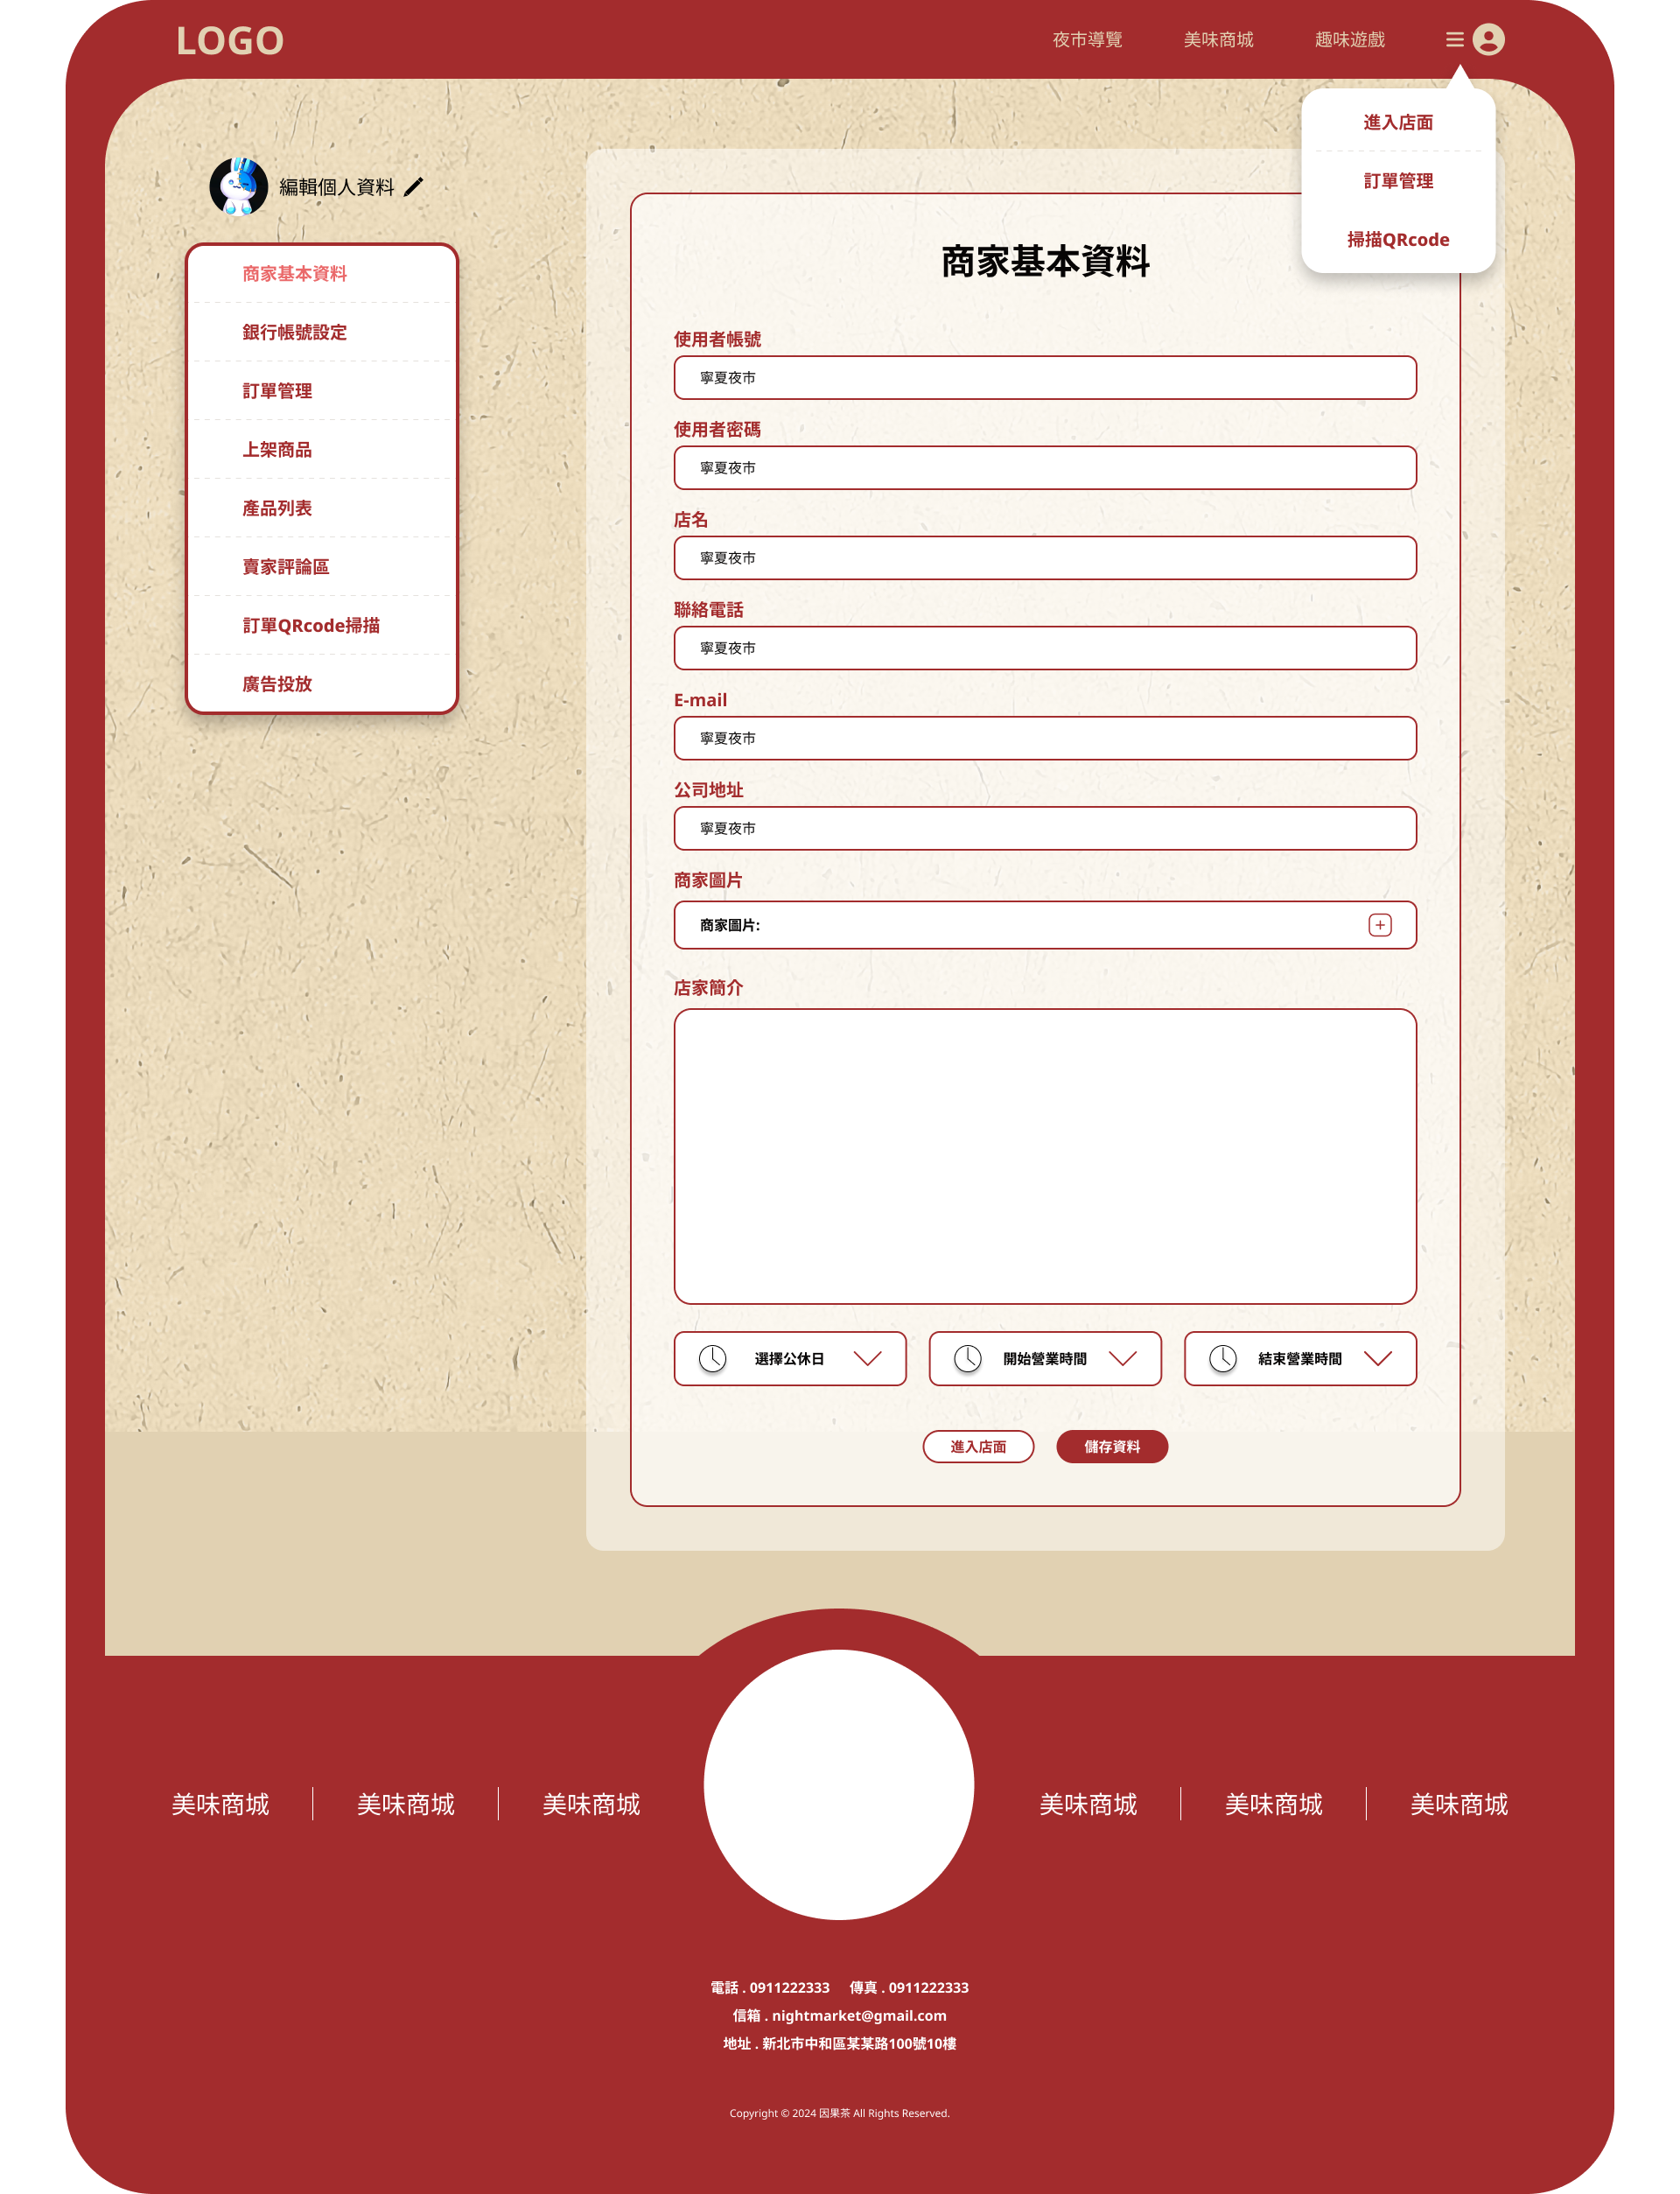 LOGO
夜市導覽
美味商城
趣味遊戲
進入店面
訂單管理
掃描QRcode
編輯個人資料
商家基本資料
銀行帳號設定
訂單管理
上架商品
產品列表
賣家評論區
訂單QRcode掃描
廣告投放
商家基本資料
使用者帳號
寧夏夜市
使用者密碼
寧夏夜市
店名
寧夏夜市
聯絡電話
寧夏夜市
E-mail
寧夏夜市
公司地址
寧夏夜市
商家圖片
商家圖片:
店家簡介
選擇公休日
開始營業時間
結束營業時間
進入店面
儲存資料
美味商城
美味商城
美味商城
美味商城
美味商城
美味商城
電話 . 0911222333 傳真 . 0911222333
信箱 . nightmarket@gmail.com
地址 . 新北市中和區某某路100號10樓
Copyright © 2024 因果茶 All Rights Reserved.